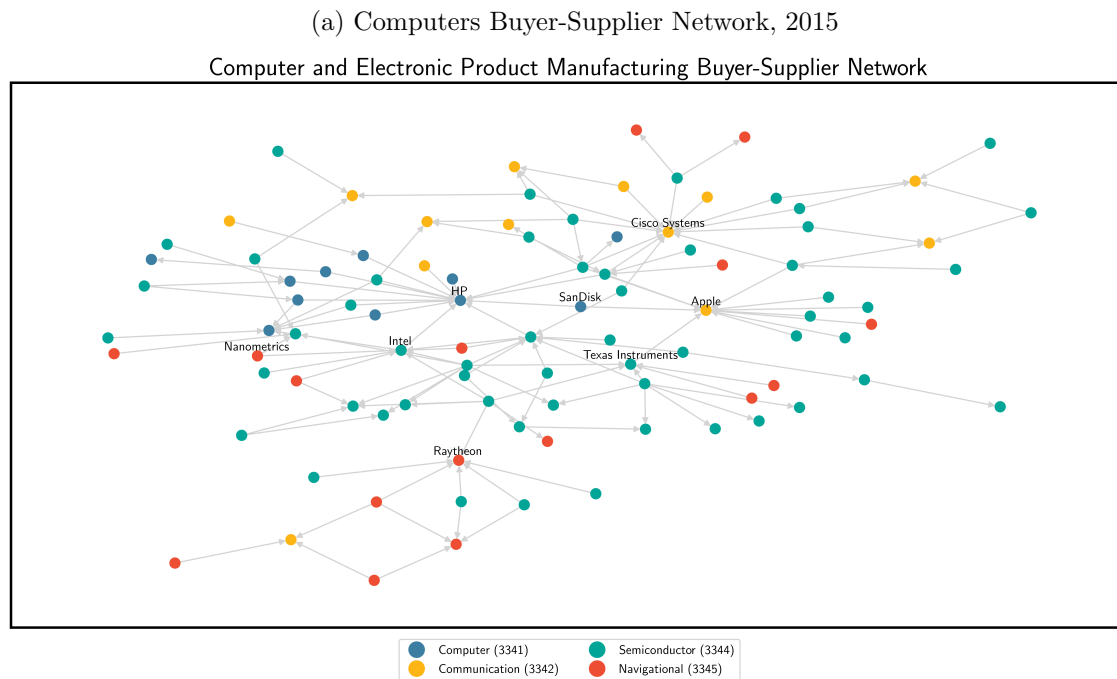 (a) Computers Buyer-Supplier Network, 2015
Computer and Electronic Product Manufacturing Buyer-Supplier Network
Cisco Systems
HP
SanDisk
Apple
Nanometrics
Intel
Texas Instruments
Raytheon
Computer (3341)
Semiconductor (3344)
Communication (3342)
Navigational (3345)